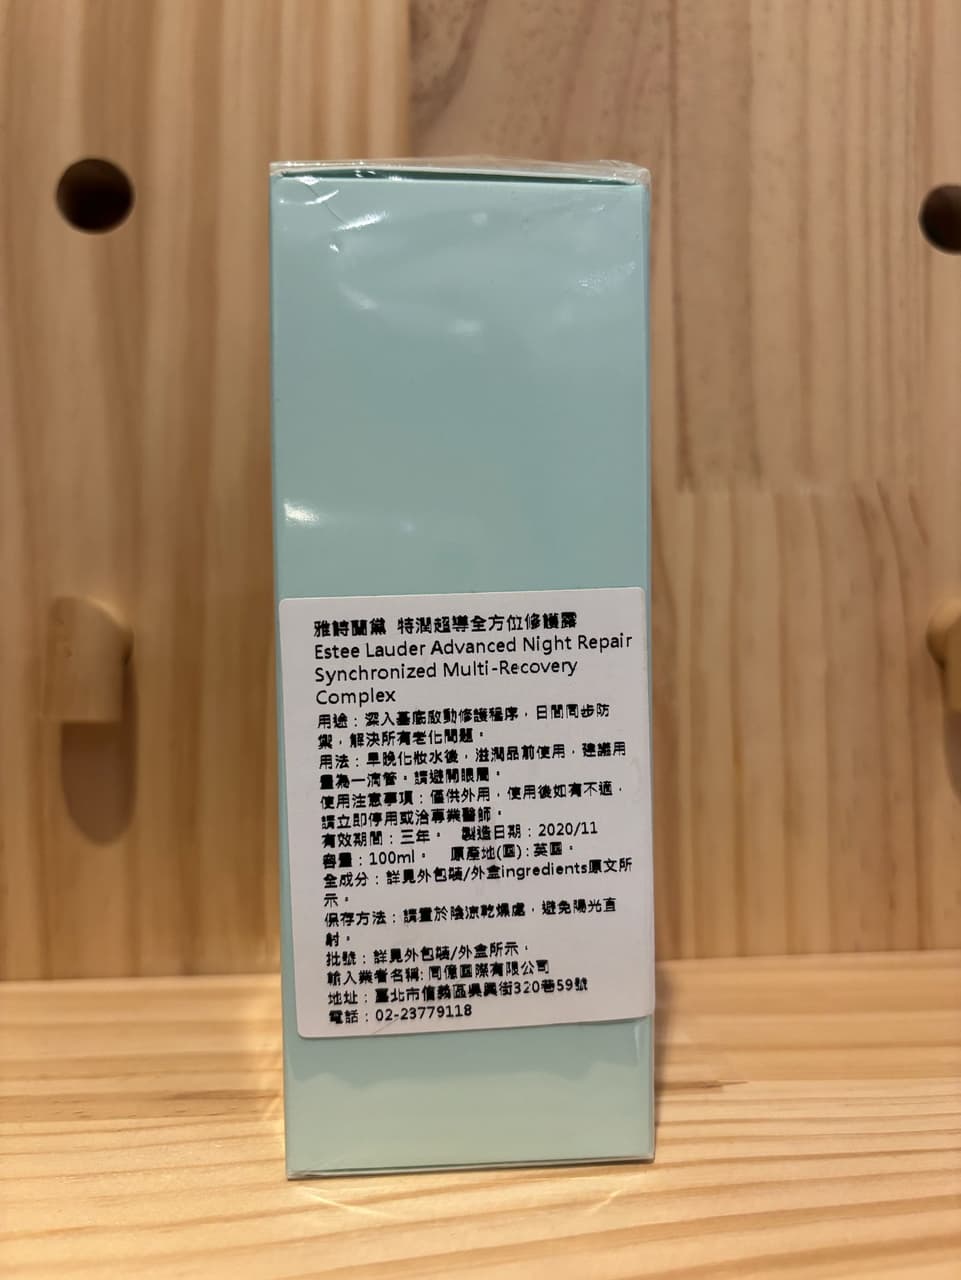 雅詩蘭黛 特潤超導全方位修護露
Estee Lauder Advanced Night Repair
Synchronized Multi-Recovery
Complex
用途：深入基底啟動修護程序，日間同步防
禦，解決所有老化問題。
用法：早晚化妝水後，滋潤品前使用，建議用
量為一滴管。請避開眼周。
使用注意事項：僅供外用，使用後如有不適，
請立即停用或洽專業醫師。
有效期間：三年。 製造日期：2020/11
容量：100ml。 原產地(國)：英國。
全成分：詳見外包裝/外盒ingredients原文所
示。
保存方法：請置於陰涼乾燥處，避免陽光直
射。
批號：詳見外包裝/外盒所示。
輸入業者名稱: 同億國際有限公司
地址：臺北市信義區吳興街320巷59號
電話：02-23779118